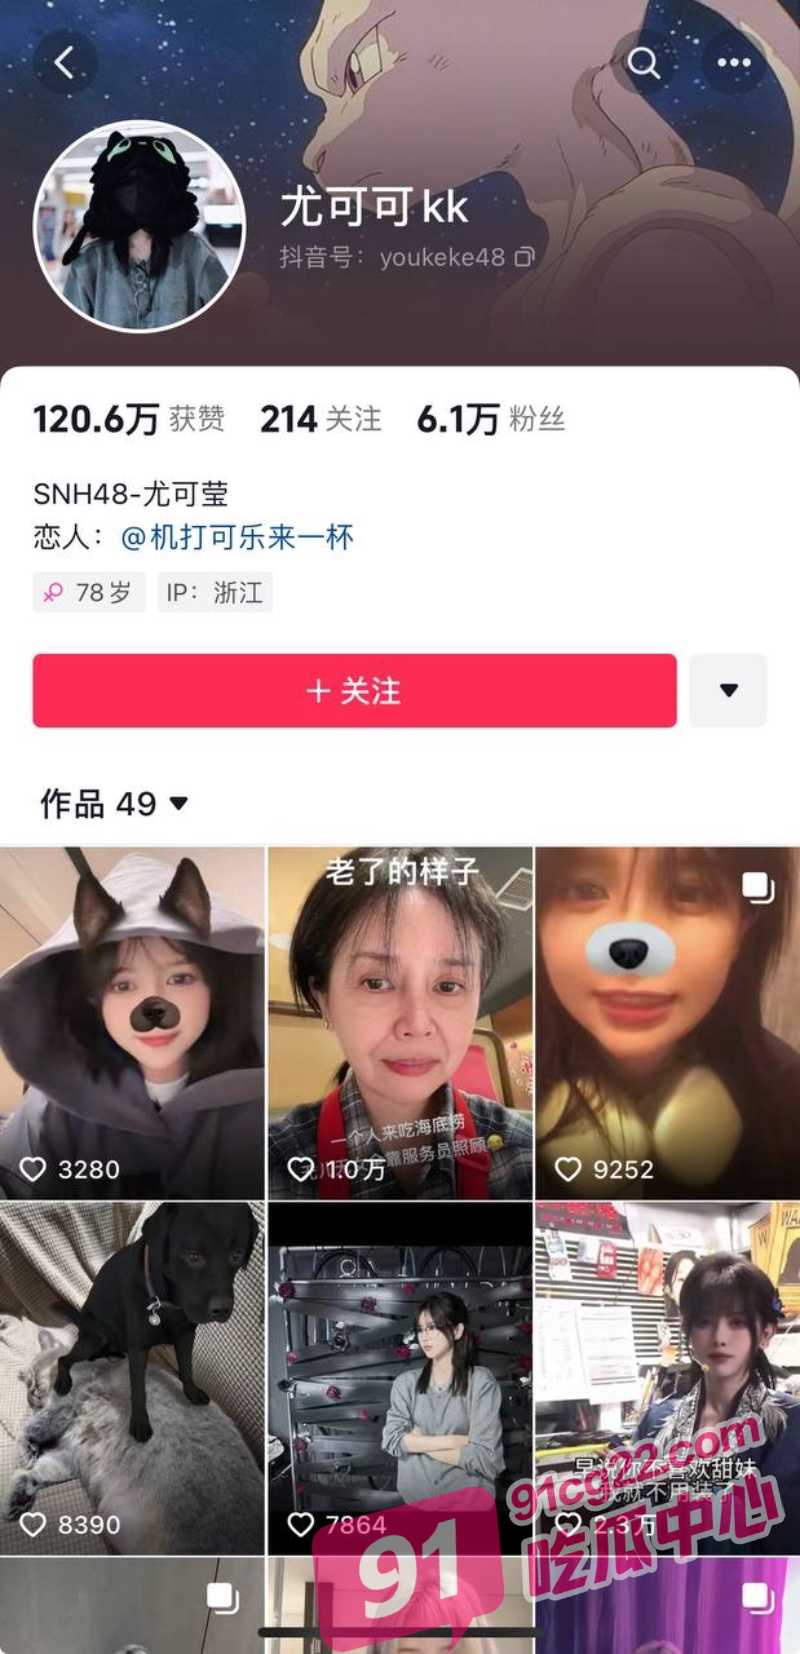 尤可可kk
抖音号：youkeke48
120.6万 获赞 214 关注 6.1万 粉丝
SNH48-尤可莹
恋人：@机打可乐来一杯
78岁 IP：浙江
＋关注
作品 49
老了的样子
一个人来吃海底捞
靠服务员照顾
3280
1.0万
9252
早说你不喜欢甜妹
我就不用装了
8390
7864
2.3万
91cg22.com
91 吃瓜中心